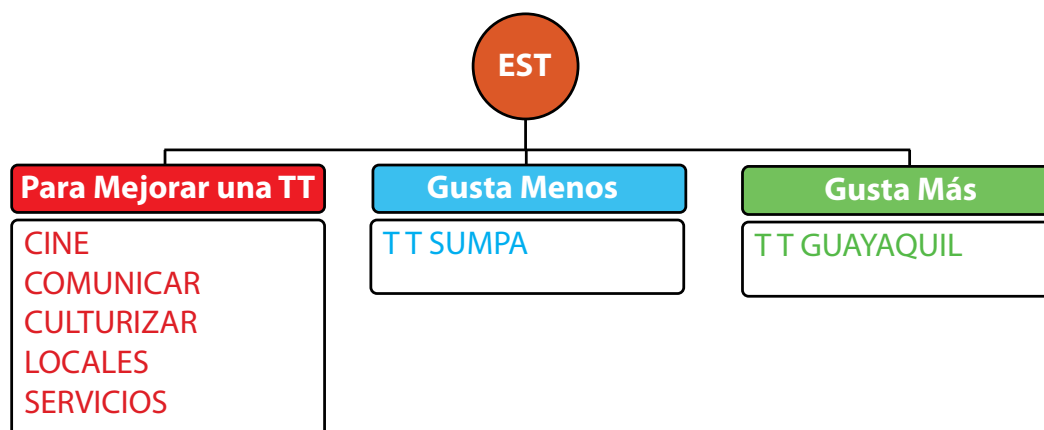 EST
Para Mejorar una TT
CINE
COMUNICAR
CULTURIZAR
LOCALES
SERVICIOS
Gusta Menos
T T SUMPA
Gusta Más
T T GUAYAQUIL